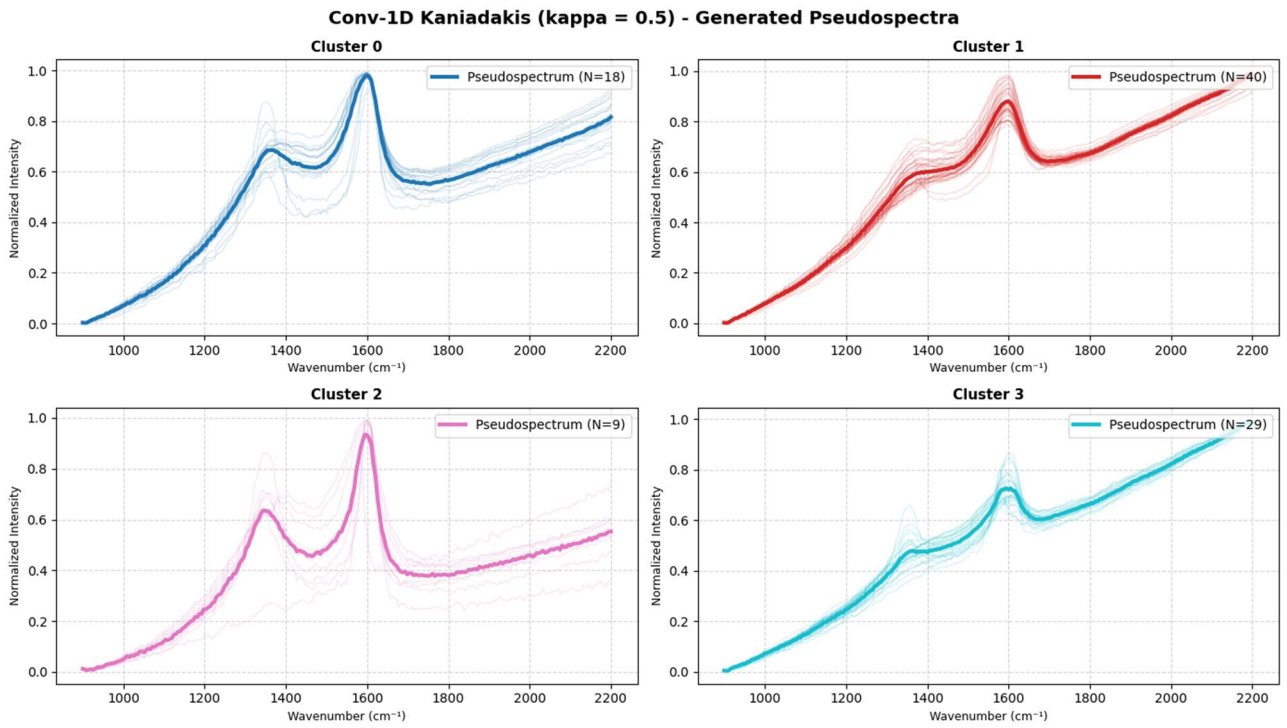 Conv-1D Kaniadakis (kappa = 0.5) - Generated Pseudospectra
Cluster 0
Normalized Intensity
1.0
0.8
0.6
0.4
0.2
0.0
Pseudospectrum (N=18)
1000 1200 1400 1600 1800 2000 2200
Wavenumber (cm⁻¹)
Cluster 1
Normalized Intensity
1.0
0.8
0.6
0.4
0.2
0.0
Pseudospectrum (N=40)
1000 1200 1400 1600 1800 2000 2200
Wavenumber (cm⁻¹)
Cluster 2
Normalized Intensity
1.0
0.8
0.6
0.4
0.2
0.0
Pseudospectrum (N=9)
1000 1200 1400 1600 1800 2000 2200
Wavenumber (cm⁻¹)
Cluster 3
Normalized Intensity
1.0
0.8
0.6
0.4
0.2
0.0
Pseudospectrum (N=29)
1000 1200 1400 1600 1800 2000 2200
Wavenumber (cm⁻¹)